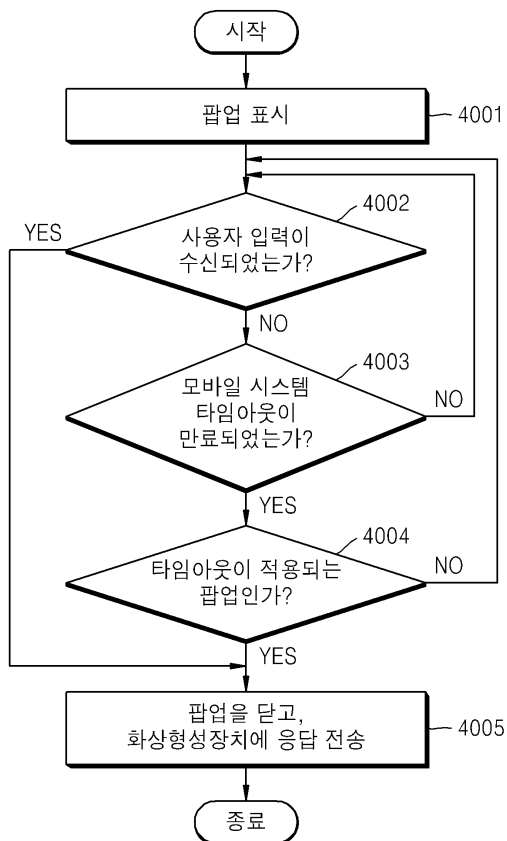 시작
팝업 표시
4001
4002
YES
사용자 입력이
수신되었는가?
NO
4003
모바일 시스템
타임아웃이
만료되었는가?
NO
YES
4004
타임아웃이 적용되는
팝업인가?
NO
YES
팝업을 닫고,
화상형성장치에 응답 전송
4005
종료